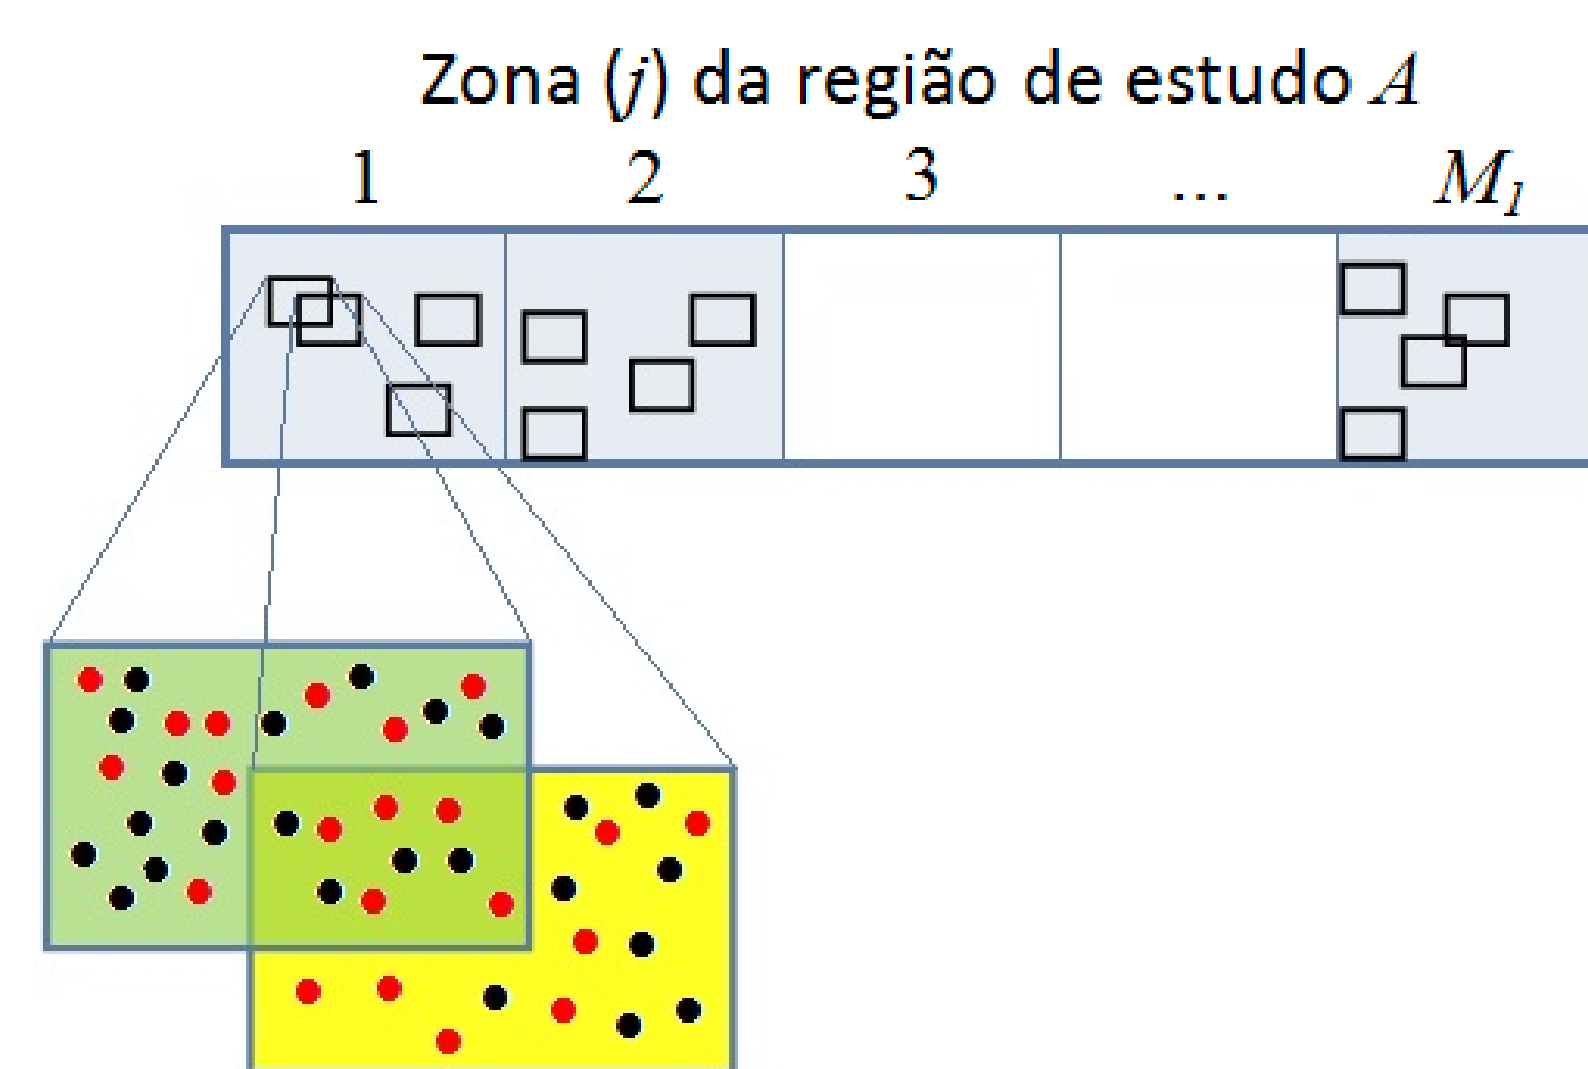 Zona (j) da região de estudo A
1 2 3 ... M₁